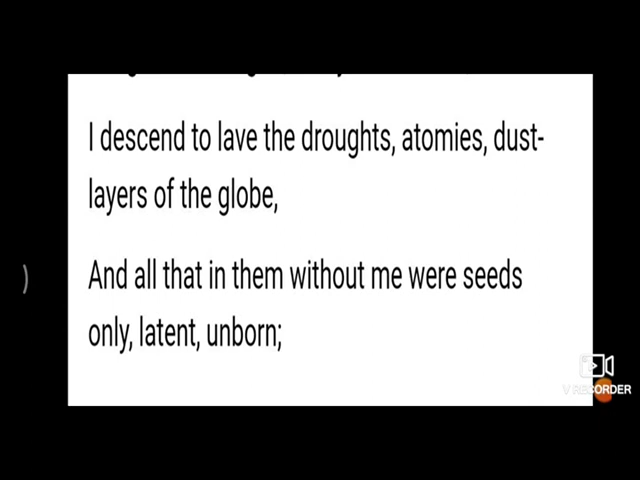 I descend to lave the droughts, atomies, dust-
layers of the globe,
And all that in them without me were seeds
only, latent, unborn;
V RECORDER